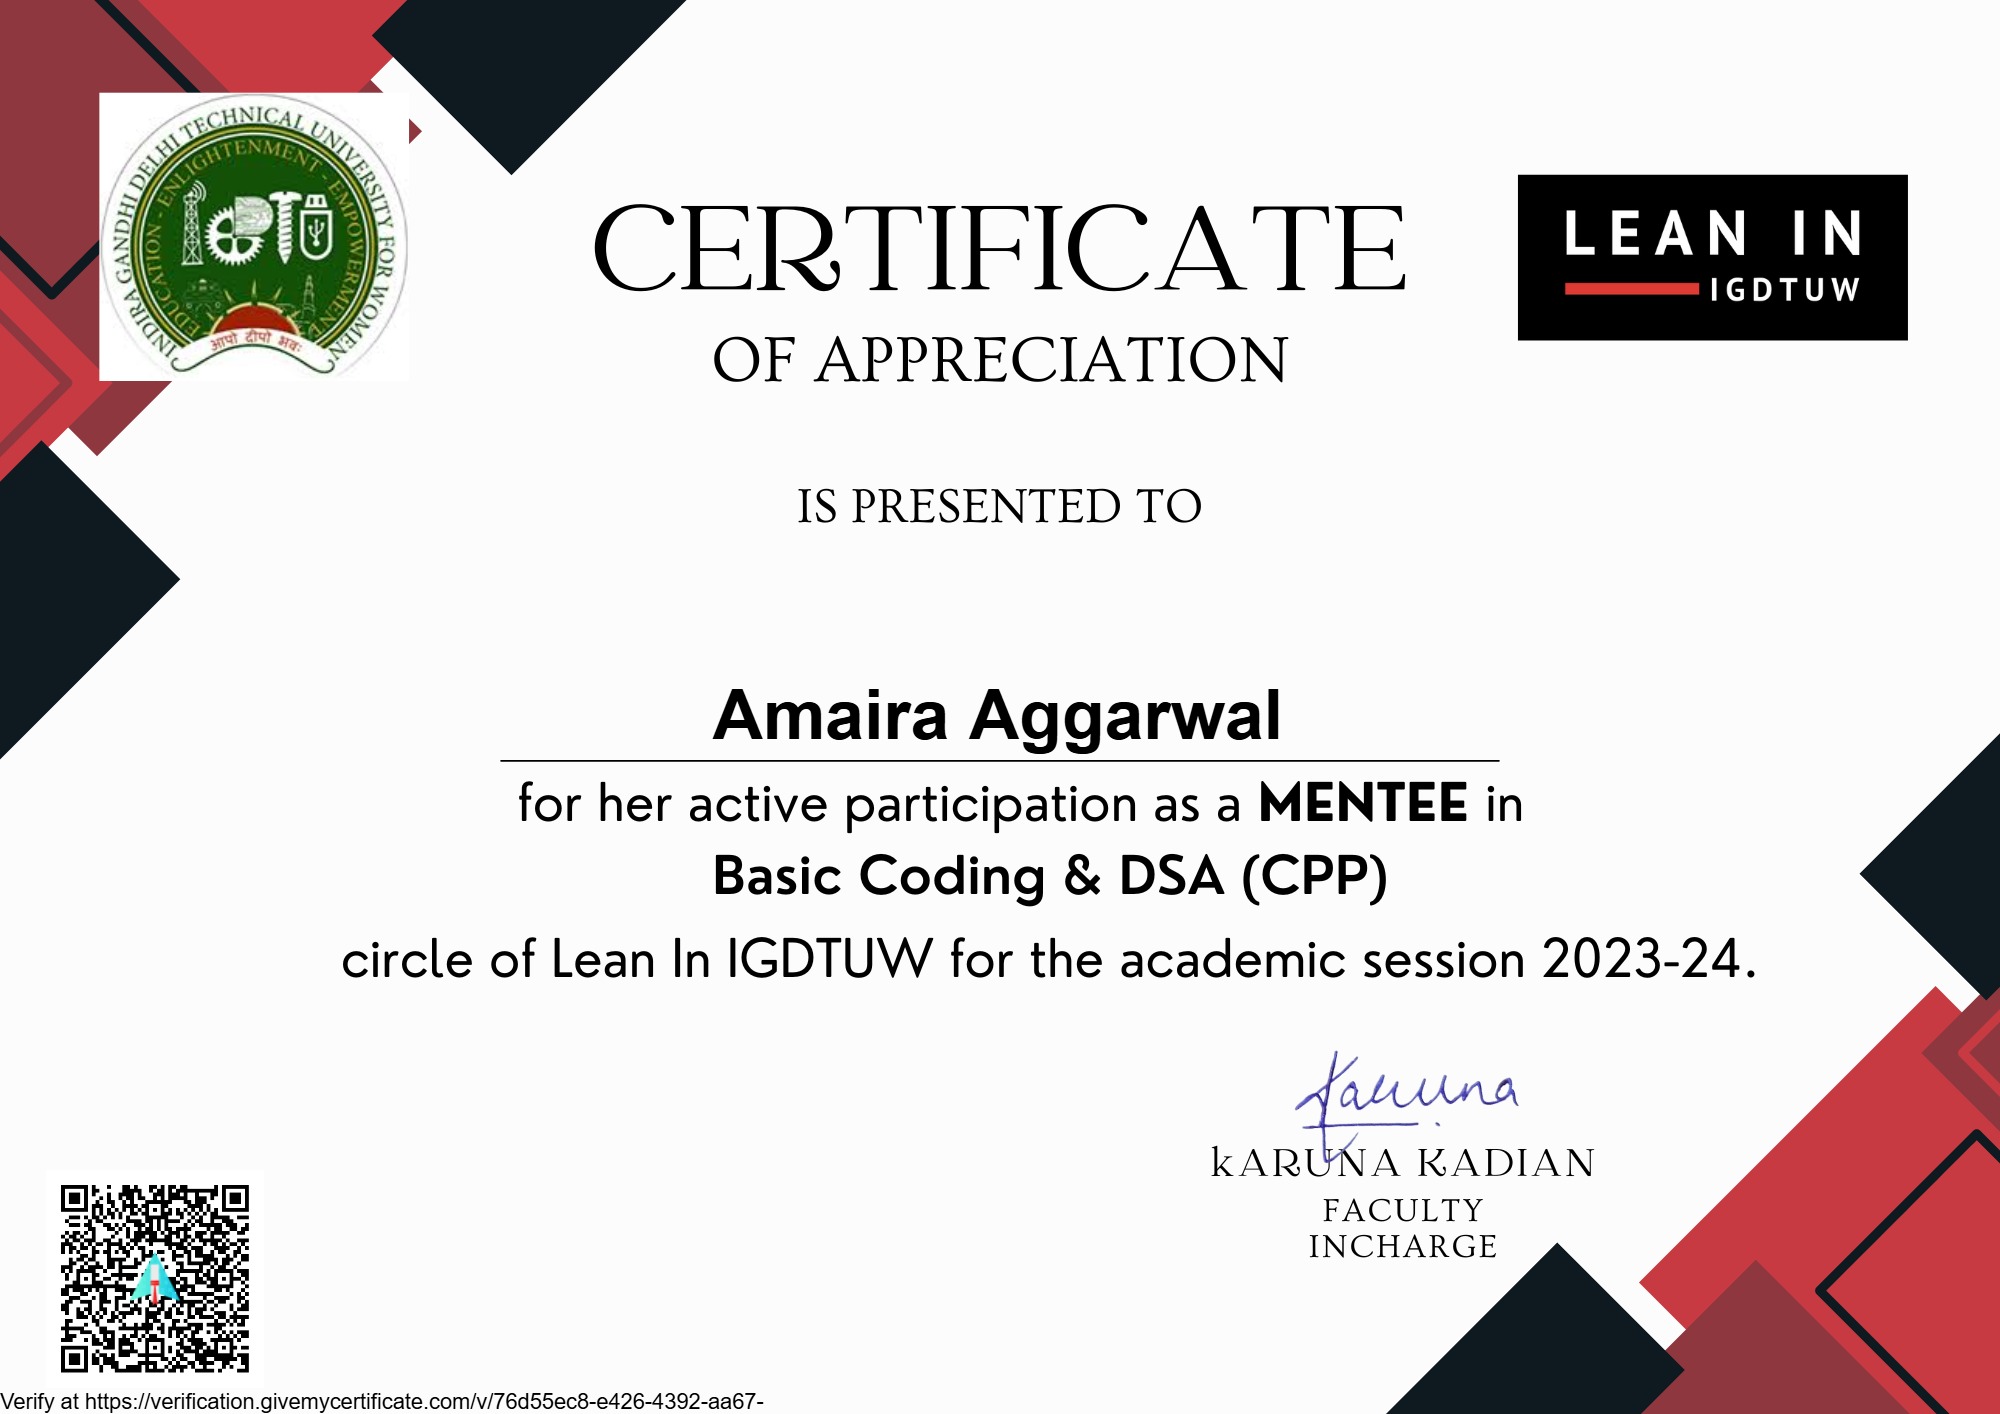 INDIRA GANDHI DELHI TECHNICAL UNIVERSITY FOR WOMEN
EDUCATION - ENLIGHTENMENT - EMPOWERMENT
आपो दीपो भवः
LEAN IN
IGDTUW
CERTIFICATE
OF APPRECIATION
IS PRESENTED TO
Amaira Aggarwal
for her active participation as a MENTEE in
Basic Coding & DSA (CPP)
circle of Lean In IGDTUW for the academic session 2023-24.
Karuna
kARUNA KADIAN
FACULTY
INCHARGE
Verify at https://verification.givemycertificate.com/v/76d55ec8-e426-4392-aa67-